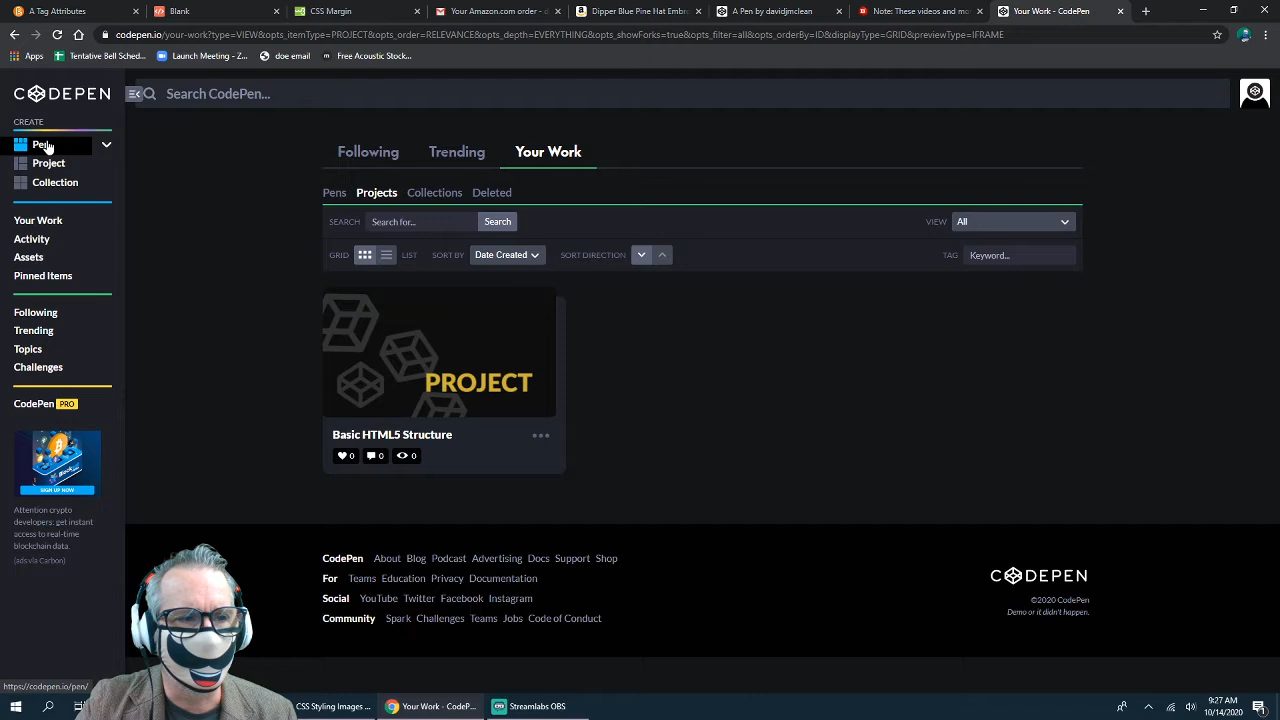 A Tag Attributes
Blank
CSS Margin
Your Amazon.com order - c
Dipper Blue Pine Hat Embro
A Pen by davidjmclean
Note: These videos and mo
Your Work - CodePen
codepen.io/your-work?type=VIEW&opts_itemType=PROJECT&opts_order=RELEVANCE&opts_depth=EVERYTHING&opts_showForks=true&opts_filter=all&opts_orderBy=ID&displayType=GRID&previewType=IFRAME
Apps
Tentative Bell Sched...
Launch Meeting - Z...
doe email
Free Acoustic Stock...
CODEPEN
Search CodePen...
CREATE
Pen
Project
Collection
Your Work
Activity
Assets
Pinned Items
Following
Trending
Topics
Challenges
CodePen PRO
SIGN UP NOW
Attention crypto
developers: get instant
access to real-time
blockchain data.
(ads via Carbon)
Following Trending Your Work
Pens Projects Collections Deleted
SEARCH Search for... Search VIEW All
GRID LIST SORT BY Date Created SORT DIRECTION TAG Keyword...
PROJECT
Basic HTML5 Structure
0 0 0
CodePen About Blog Podcast Advertising Docs Support Shop
For Teams Education Privacy Documentation
Social YouTube Twitter Facebook Instagram
Community Spark Challenges Teams Jobs Code of Conduct
CODEPEN
©2020 CodePen
Demo or it didn't happen.
https://codepen.io/pen/
CSS Styling Images ...
Your Work - CodeP...
Streamlabs OBS
9:27 AM
10/14/2020